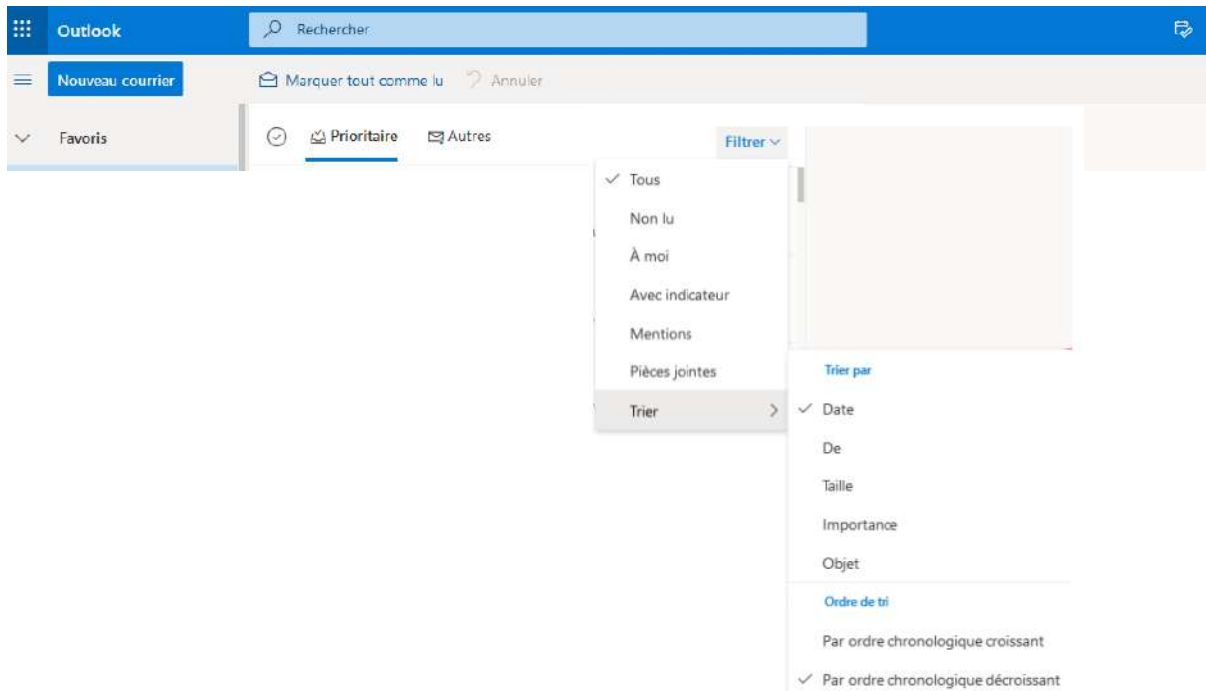 Outlook
Rechercher
Nouveau courrier
Marquer tout comme lu
Annuler
Favoris
Prioritaire
Autres
Filtrer
Tous
Non lu
À moi
Avec indicateur
Mentions
Pièces jointes
Trier
Trier par
Date
De
Taille
Importance
Objet
Ordre de tri
Par ordre chronologique croissant
Par ordre chronologique décroissant